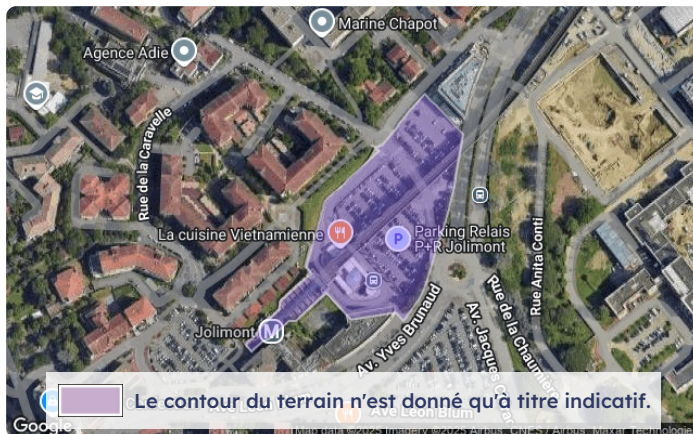 Marine Chapot
Agence Adie
Rue de la Caravelle
La cuisine Vietnamienne
P
Parking Relais
P+R Jolimont
Rue Anita Conti
Jolimont
M
Av. Yves Brunaud
Rue de la Chaumière
Av. Jacques
Le contour du terrain n'est donné qu'à titre indicatif.
Ave Léon Blum
Google
Map data ©2025 Imagery ©2025 Airbus, CNES / Airbus, Maxar Technologie